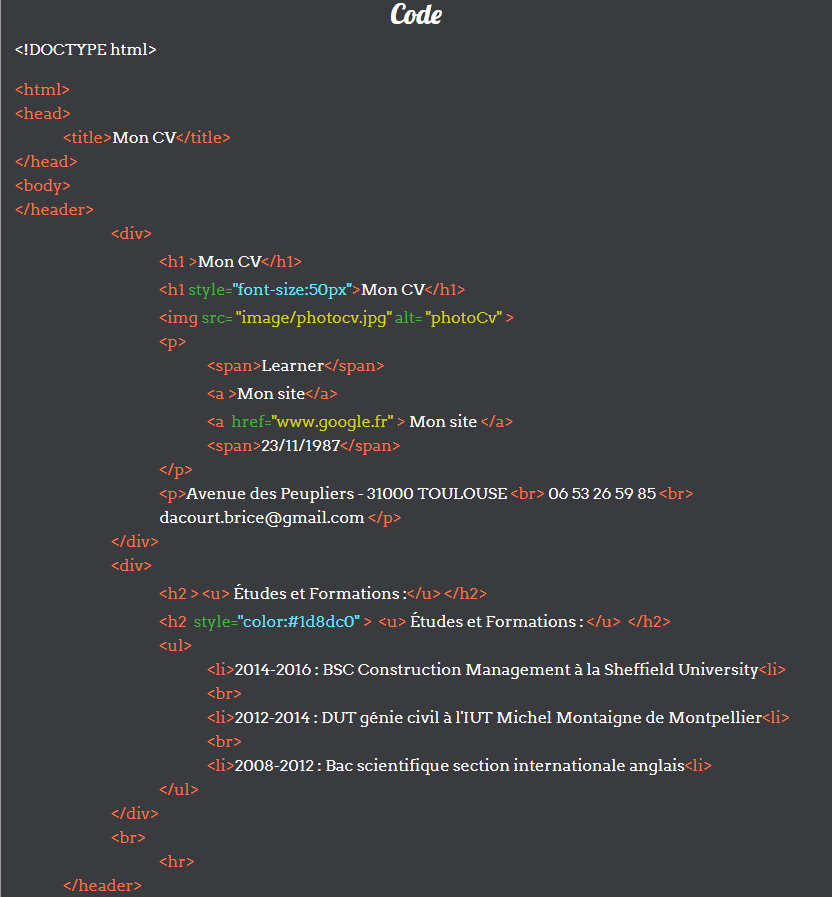 Code
<!DOCTYPE html>
<html>
<head>
<title>Mon CV</title>
</head>
<body>
</header>
<div>
<h1 >Mon CV</h1>
<h1 style="font-size:50px">Mon CV</h1>
<img src= "image/photocv.jpg" alt= "photoCv" >
<p>
<span>Learner</span>
<a >Mon site</a>
<a  href="www.google.fr" > Mon site </a>
<span>23/11/1987</span>
</p>
<p>Avenue des Peupliers - 31000 TOULOUSE <br> 06 53 26 59 85 <br>
dacourt.brice@gmail.com </p>
</div>
<div>
<h2 > <u> Études et Formations :</u> </h2>
<h2  style="color:#1d8dc0" >  <u> Études et Formations : </u>  </h2>
<ul>
<li>2014-2016 : BSC Construction Management à la Sheffield University<li>
<br>
<li>2012-2014 : DUT génie civil à l'IUT Michel Montaigne de Montpellier<li>
<br>
<li>2008-2012 : Bac scientifique section internationale anglais<li>
</ul>
</div>
<br>
<hr>
</header>